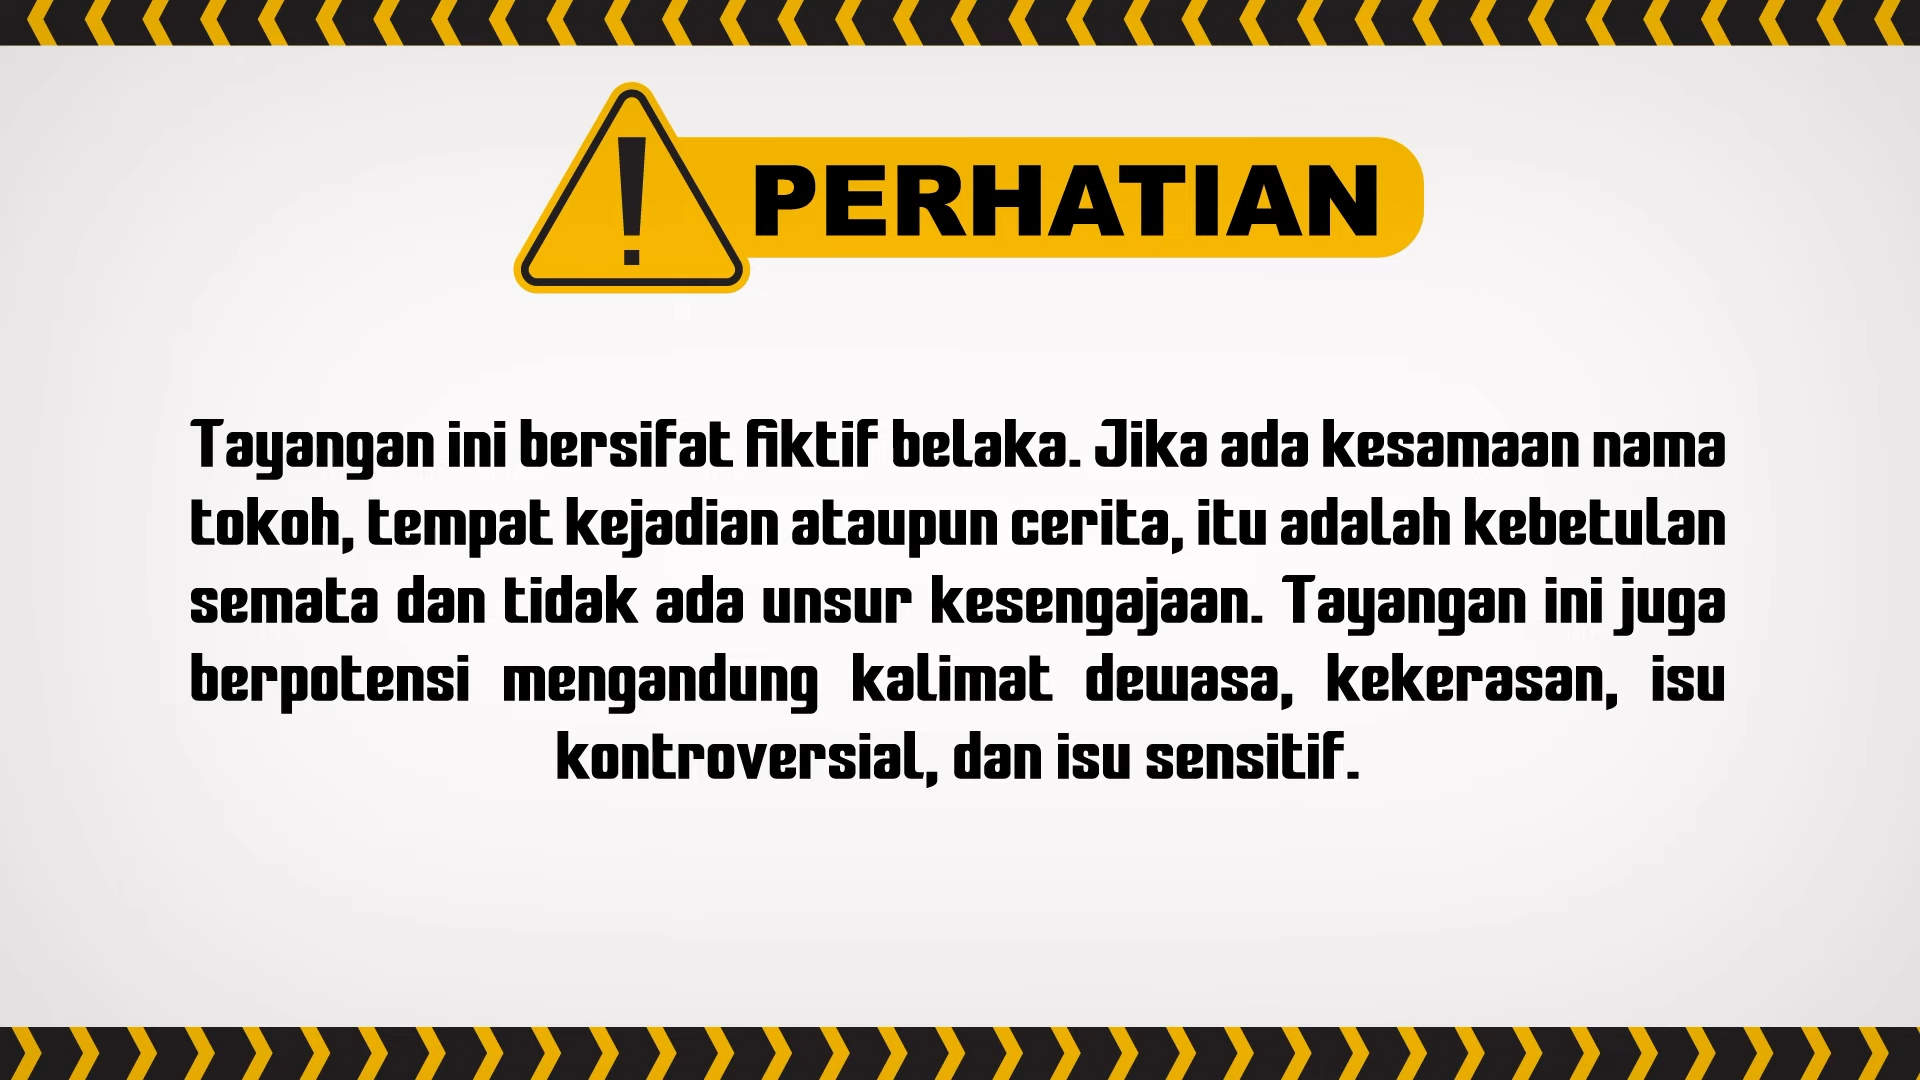 PERHATIAN
Tayangan ini bersifat fiktif belaka. Jika ada kesamaan nama
tokoh, tempat kejadian ataupun cerita, itu adalah kebetulan
semata dan tidak ada unsur kesengajaan. Tayangan ini juga
berpotensi mengandung kalimat dewasa, kekerasan, isu
kontroversial, dan isu sensitif.